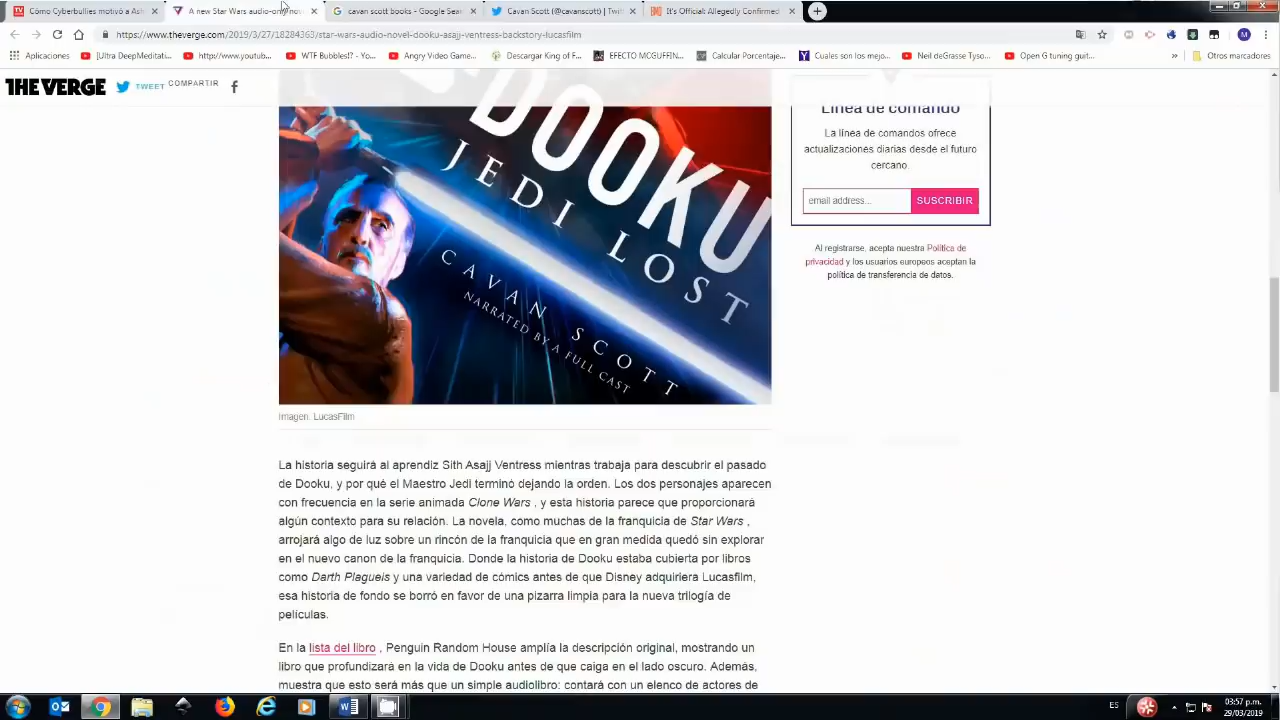 Cómo Cyberbullies motivó a Ash
A new Star Wars audio-only no
cavan scott books - Google Sea
Cavan Scott (@cavanscott) | Twit
It's Official: Allegedly Confirmed
https://www.theverge.com/2019/3/27/18284363/star-wars-audio-novel-dooku-asajj-ventress-backstory-lucasfilm
Aplicaciones
[Ultra DeepMeditati
http//www.youtub
WTF Bubbles!? - Yo
Angry Video Game
Descargar King of F
EFECTO MCGUFFIN
Calcular Porcentaje
Cuales son los mejo
Neil deGrasse Tyso
Open G tuning guit
»
Otros marcadores
THE VERGE
TWEET
COMPARTIR
DOOKU
JEDI LOST
CAVAN SCOTT
NARRATED BY A FULL CAST
Imagen: LucasFilm
Línea de comando
La línea de comandos ofrece
actualizaciones diarias desde el futuro
cercano.
email address...
SUSCRIBIR
Al registrarse, acepta nuestra Política de
privacidad y los usuarios europeos aceptan la
política de transferencia de datos.
La historia seguirá al aprendiz Sith Asajj Ventress mientras trabaja para descubrir el pasado
de Dooku, y por qué el Maestro Jedi terminó dejando la orden. Los dos personajes aparecen
con frecuencia en la serie animada Clone Wars , y esta historia parece que proporcionará
algún contexto para su relación. La novela, como muchas de la franquicia de Star Wars ,
arrojará algo de luz sobre un rincón de la franquicia que en gran medida quedó sin explorar
en el nuevo canon de la franquicia. Donde la historia de Dooku estaba cubierta por libros
como Darth Plagueis y una variedad de cómics antes de que Disney adquiriera Lucasfilm,
esa historia de fondo se borró en favor de una pizarra limpia para la nueva trilogía de
películas.
En la lista del libro , Penguin Random House amplía la descripción original, mostrando un
libro que profundizará en la vida de Dooku antes de que caiga en el lado oscuro. Además,
muestra que esto será más que un simple audiolibro: contará con un elenco de actores de
ES
03:57 p.m.
29/03/2019